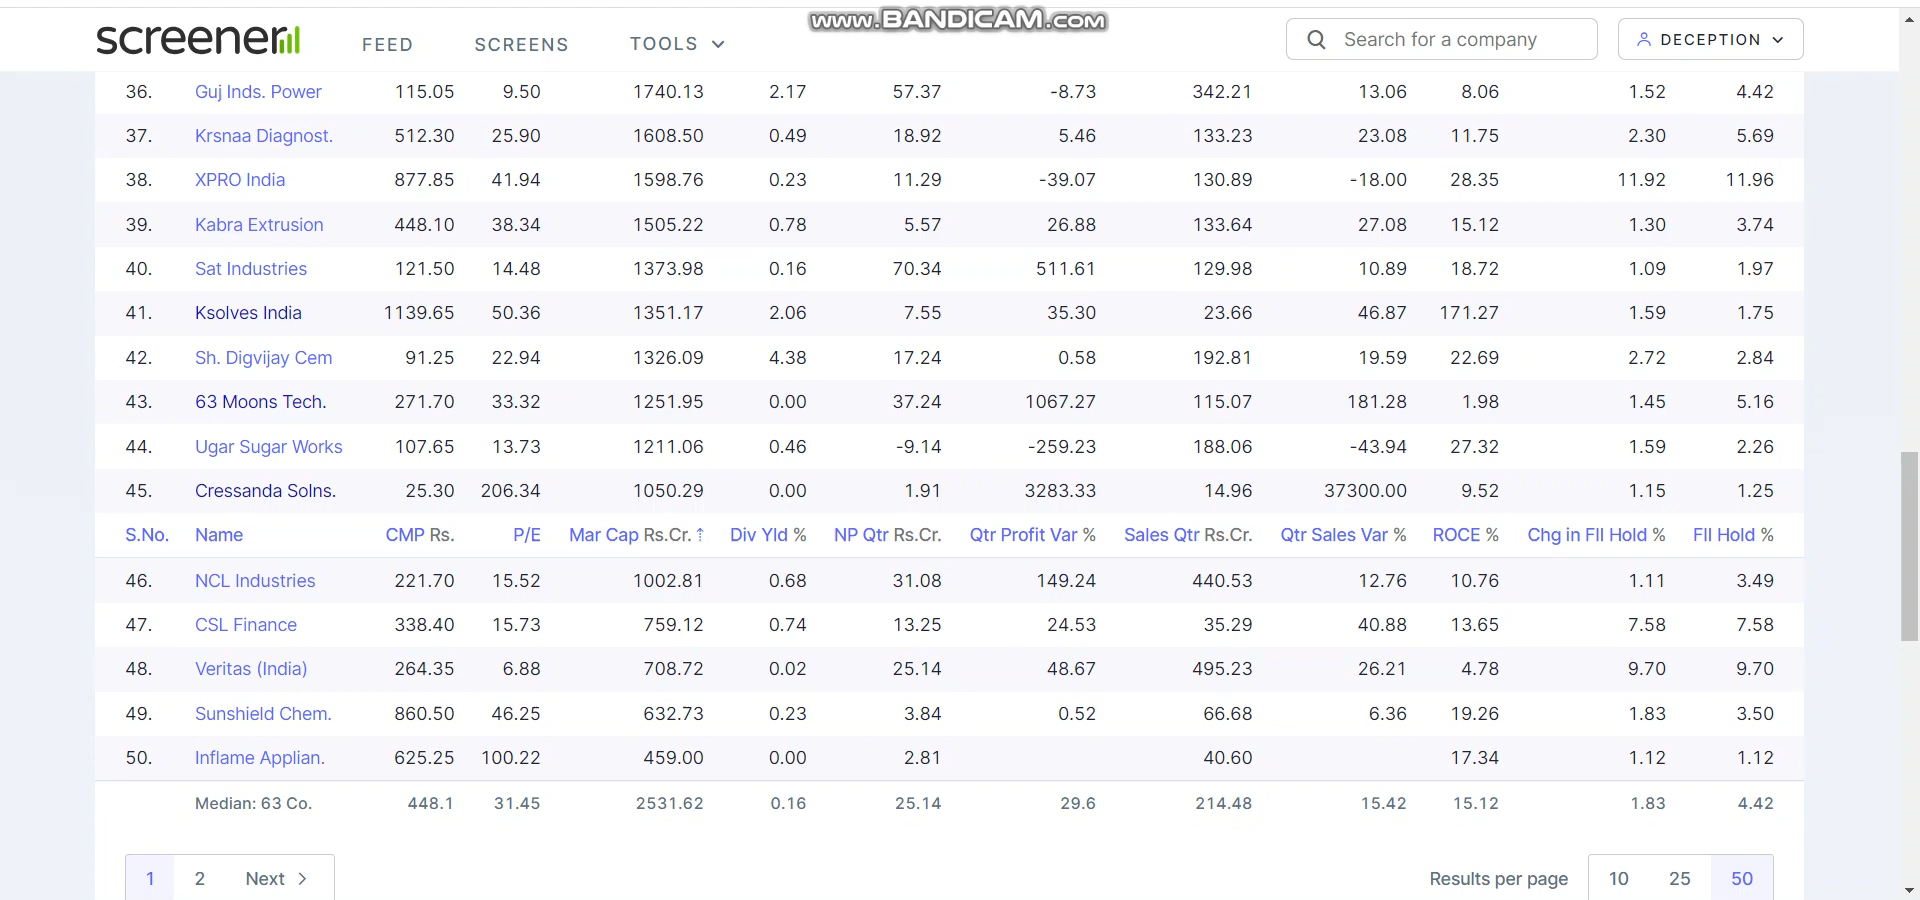 www.BANDICAM.com
screener FEED SCREENS TOOLS Search for a company DECEPTION
36. Guj Inds. Power 115.05 9.50 1740.13 2.17 57.37 -8.73 342.21 13.06 8.06 1.52 4.42
37. Krsnaa Diagnost. 512.30 25.90 1608.50 0.49 18.92 5.46 133.23 23.08 11.75 2.30 5.69
38. XPRO India 877.85 41.94 1598.76 0.23 11.29 -39.07 130.89 -18.00 28.35 11.92 11.96
39. Kabra Extrusion 448.10 38.34 1505.22 0.78 5.57 26.88 133.64 27.08 15.12 1.30 3.74
40. Sat Industries 121.50 14.48 1373.98 0.16 70.34 511.61 129.98 10.89 18.72 1.09 1.97
41. Ksolves India 1139.65 50.36 1351.17 2.06 7.55 35.30 23.66 46.87 171.27 1.59 1.75
42. Sh. Digvijay Cem 91.25 22.94 1326.09 4.38 17.24 0.58 192.81 19.59 22.69 2.72 2.84
43. 63 Moons Tech. 271.70 33.32 1251.95 0.00 37.24 1067.27 115.07 181.28 1.98 1.45 5.16
44. Ugar Sugar Works 107.65 13.73 1211.06 0.46 -9.14 -259.23 188.06 -43.94 27.32 1.59 2.26
45. Cressanda Solns. 25.30 206.34 1050.29 0.00 1.91 3283.33 14.96 37300.00 9.52 1.15 1.25
S.No. Name CMP Rs. P/E Mar Cap Rs.Cr. ⇡ Div Yld % NP Qtr Rs.Cr. Qtr Profit Var % Sales Qtr Rs.Cr. Qtr Sales Var % ROCE % Chg in FII Hold % FII Hold %
46. NCL Industries 221.70 15.52 1002.81 0.68 31.08 149.24 440.53 12.76 10.76 1.11 3.49
47. CSL Finance 338.40 15.73 759.12 0.74 13.25 24.53 35.29 40.88 13.65 7.58 7.58
48. Veritas (India) 264.35 6.88 708.72 0.02 25.14 48.67 495.23 26.21 4.78 9.70 9.70
49. Sunshield Chem. 860.50 46.25 632.73 0.23 3.84 0.52 66.68 6.36 19.26 1.83 3.50
50. Inflame Applian. 625.25 100.22 459.00 0.00 2.81 40.60 17.34 1.12 1.12
Median: 63 Co. 448.1 31.45 2531.62 0.16 25.14 29.6 214.48 15.42 15.12 1.83 4.42
1 2 Next Results per page 10 25 50